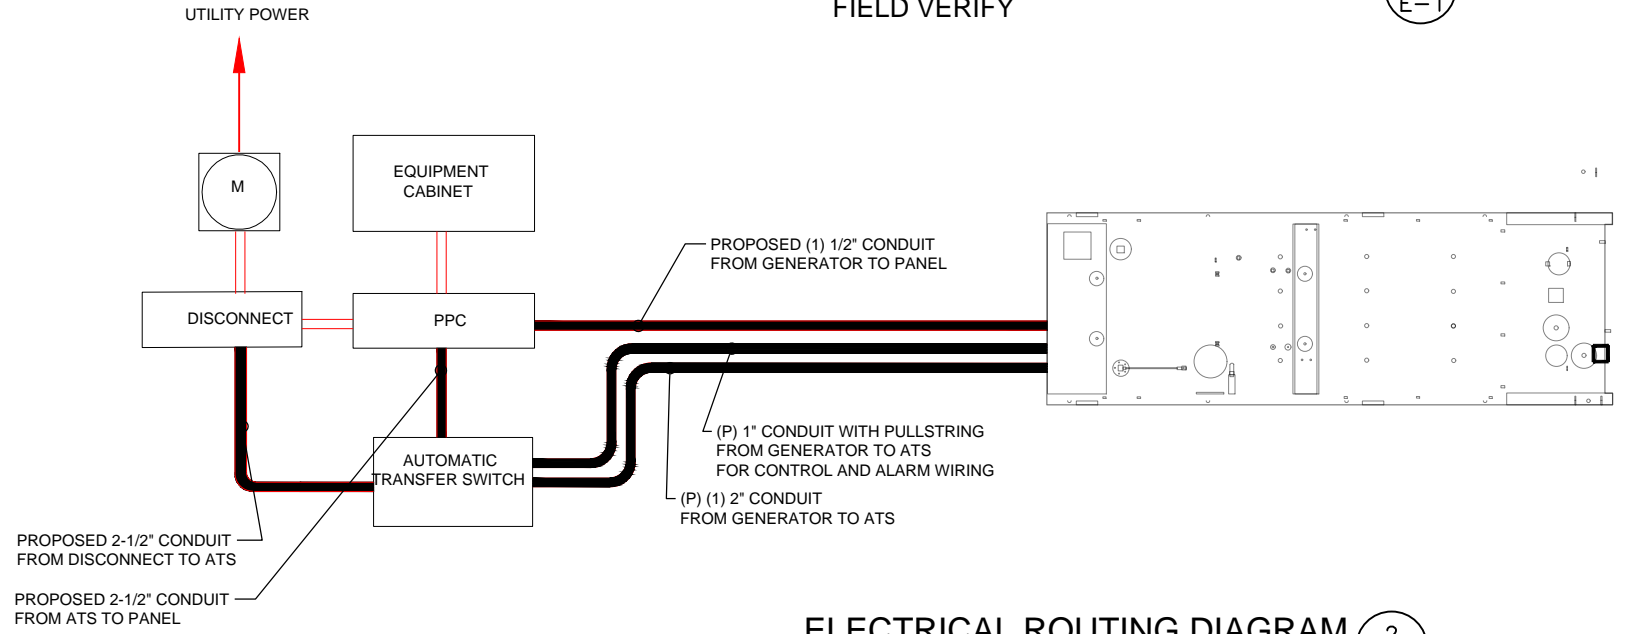 UTILITY POWER
FIELD VERIFY
E-1
M
EQUIPMENT
CABINET
DISCONNECT
PPC
PROPOSED (1) 1/2" CONDUIT
FROM GENERATOR TO PANEL
AUTOMATIC
TRANSFER SWITCH
(P) 1" CONDUIT WITH PULLSTRING
FROM GENERATOR TO ATS
FOR CONTROL AND ALARM WIRING
(P) (1) 2" CONDUIT
FROM GENERATOR TO ATS
PROPOSED 2-1/2" CONDUIT
FROM DISCONNECT TO ATS
PROPOSED 2-1/2" CONDUIT
FROM ATS TO PANEL
ELECTRICAL ROUTING DIAGRAM
2